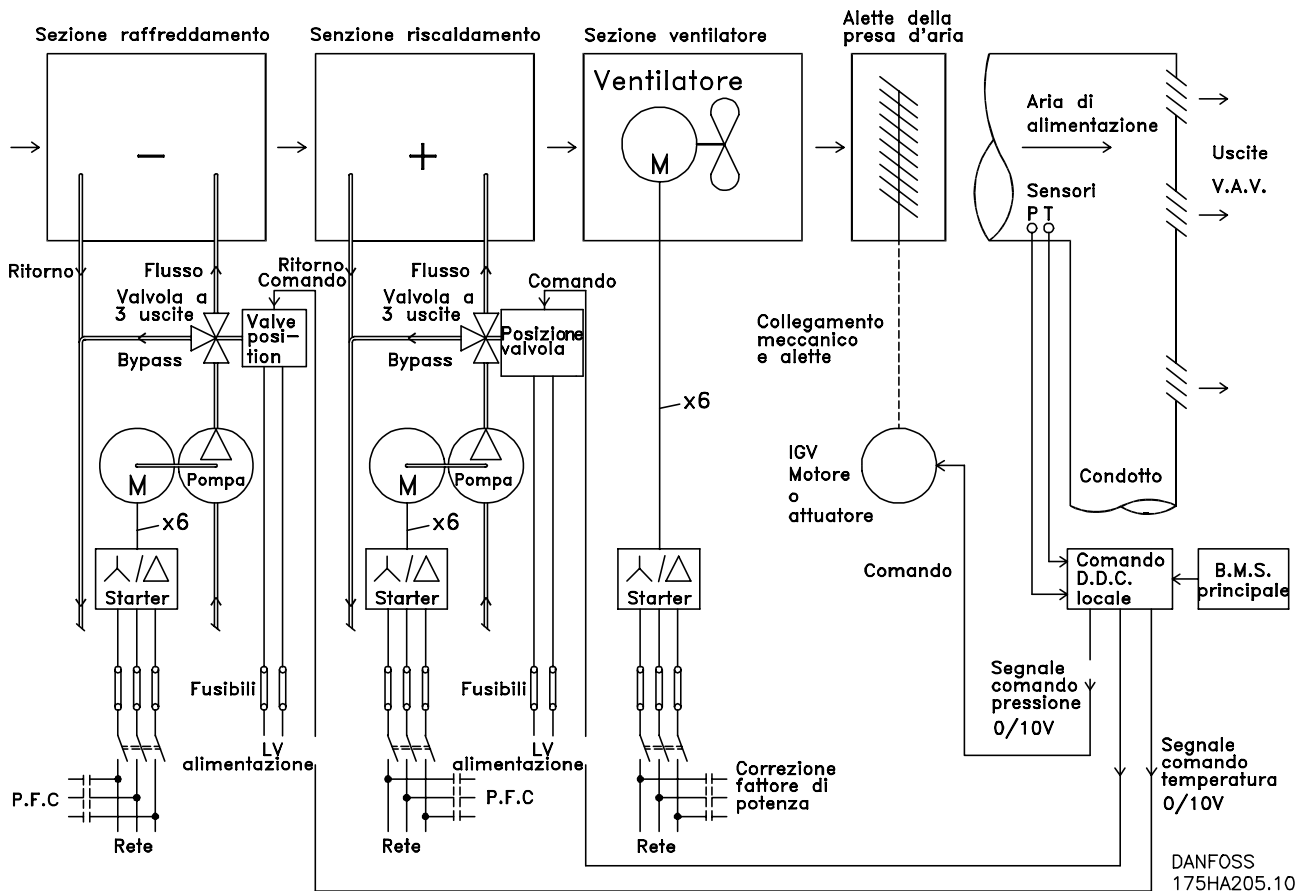 Sezione raffreddamento
Senzione riscaldamento
Sezione ventilatore
Alette della
presa d'aria
Ventilatore
M
−
+
Aria di
alimentazione
Uscite
V.A.V.
Sensori
P T
Ritorno
Flusso
Valvola a
3 uscite
Bypass
Comando
Valve
posi-
tion
Ritorno
Flusso
Valvola a
3 uscite
Bypass
Comando
Posizione
valvola
Collegamento
meccanico
e alette
x6
M
Pompa
x6
M
Pompa
x6
IGV
Motore
o
attuatore
Condotto
Comando
Starter
Starter
Starter
Comando
D.D.C.
locale
B.M.S.
principale
Fusibili
Fusibili
Segnale
comando
pressione
0/10V
LV
alimentazione
LV
alimentazione
Segnale
comando
temperatura
0/10V
P.F.C
P.F.C
Correzione
fattore di
potenza
Rete
Rete
Rete
DANFOSS
175HA205.10